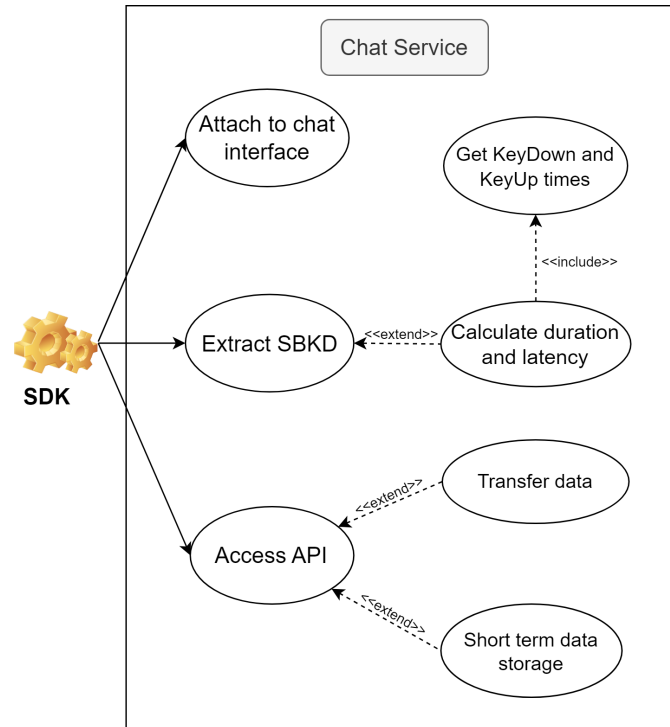 Chat Service
Attach to chat
interface
Get KeyDown and
KeyUp times
<<include>>
Extract SBKD
<<extend>>
Calculate duration
and latency
SDK
<<extend>>
Transfer data
Access API
<<extend>>
Short term data
storage